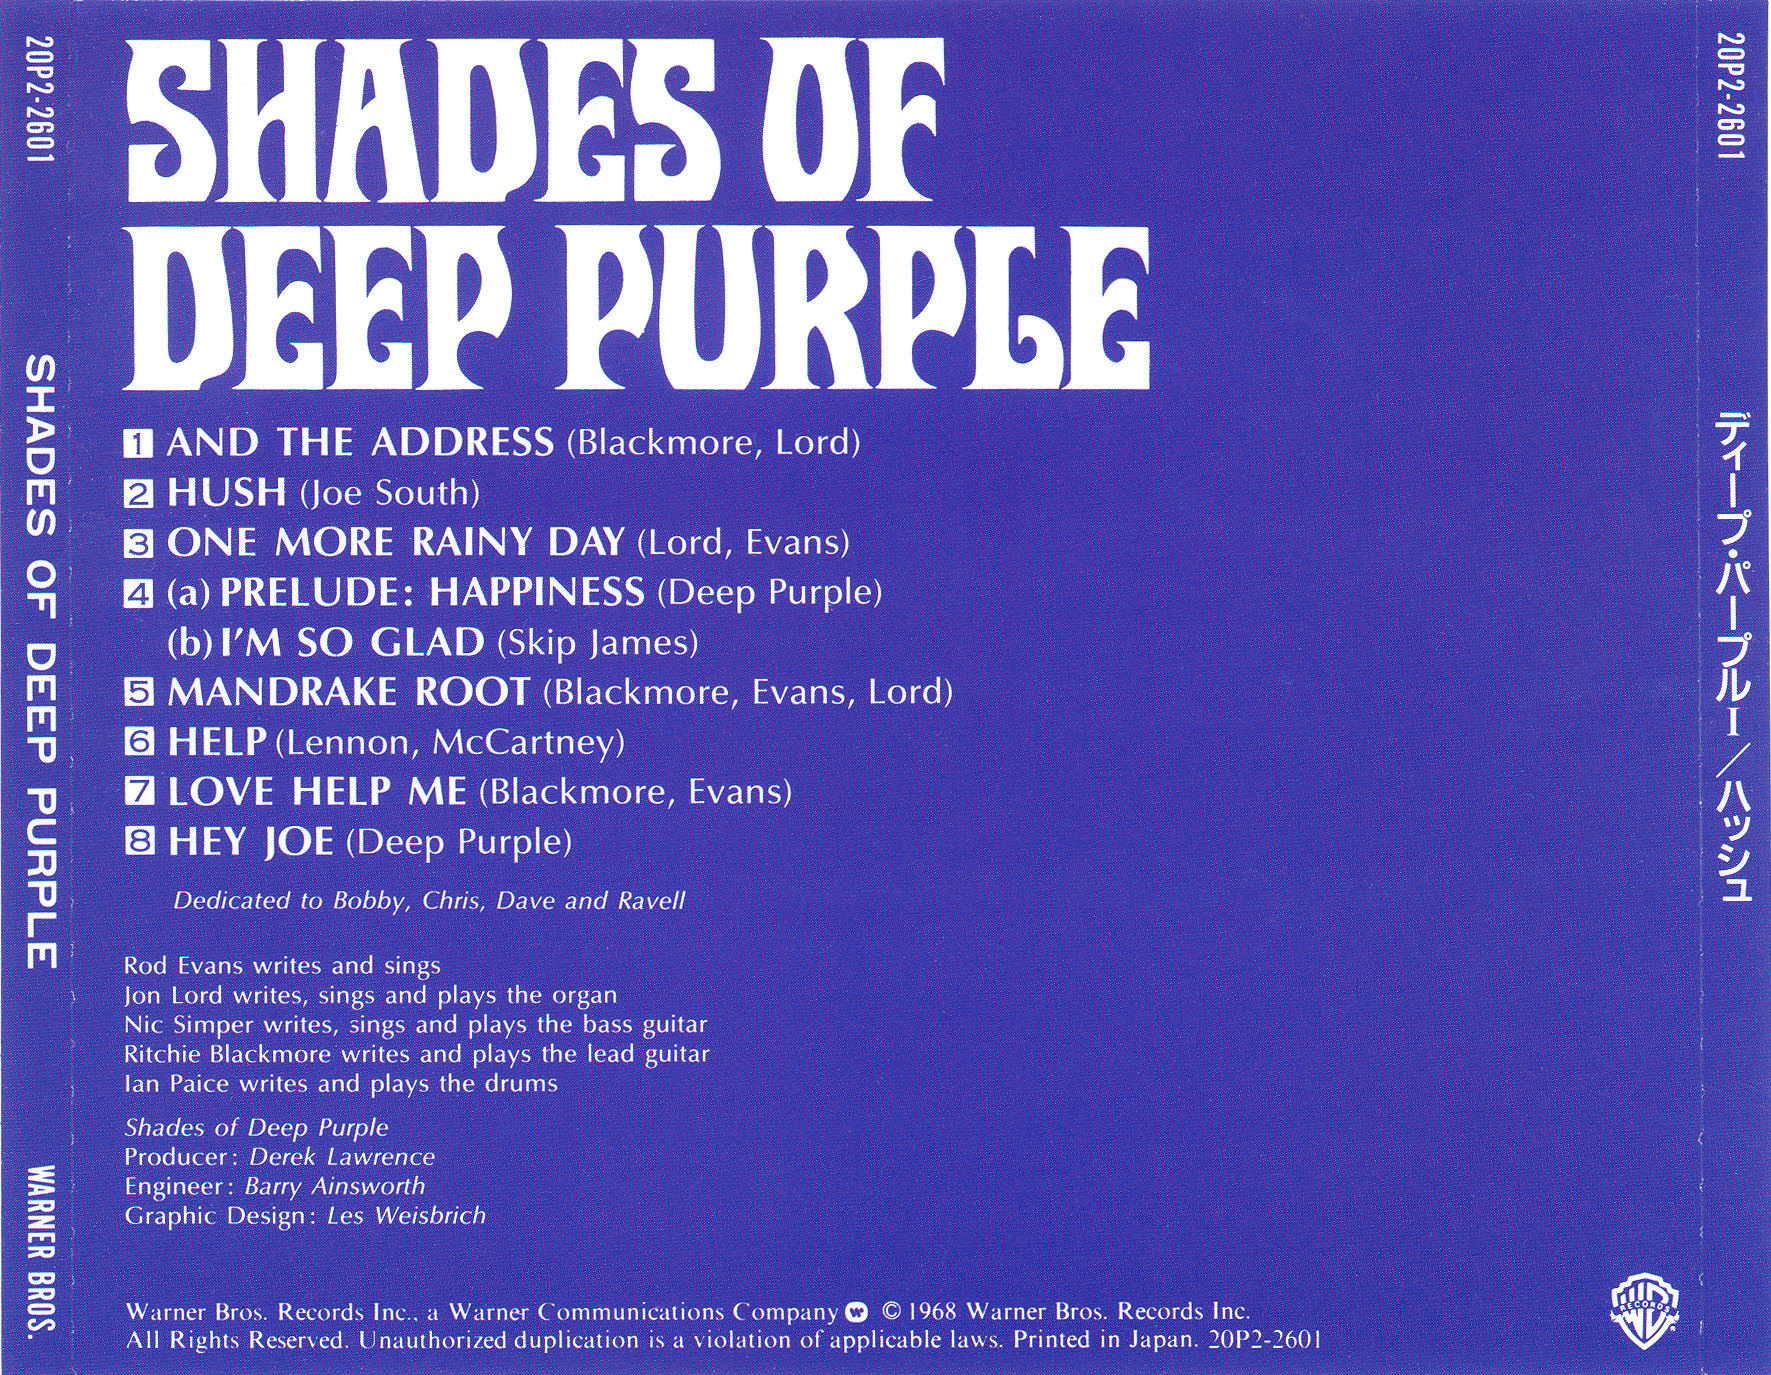 20P2-2601
SHADES OF DEEP PURPLE
WARNER BROS.
SHADES OF
DEEP PURPLE
1 AND THE ADDRESS (Blackmore, Lord)
2 HUSH (Joe South)
3 ONE MORE RAINY DAY (Lord, Evans)
4 (a) PRELUDE: HAPPINESS (Deep Purple)
(b) I'M SO GLAD (Skip James)
5 MANDRAKE ROOT (Blackmore, Evans, Lord)
6 HELP (Lennon, McCartney)
7 LOVE HELP ME (Blackmore, Evans)
8 HEY JOE (Deep Purple)
Dedicated to Bobby, Chris, Dave and Ravell
Rod Evans writes and sings
Jon Lord writes, sings and plays the organ
Nic Simper writes, sings and plays the bass guitar
Ritchie Blackmore writes and plays the lead guitar
Ian Paice writes and plays the drums
Shades of Deep Purple
Producer: Derek Lawrence
Engineer: Barry Ainsworth
Graphic Design: Les Weisbrich
Warner Bros. Records Inc., a Warner Communications Company W © 1968 Warner Bros. Records Inc.
All Rights Reserved. Unauthorized duplication is a violation of applicable laws. Printed in Japan. 20P2-2601
WB
RECORDS
®
20P2-2601
ディープ・パープルⅠ/ハッシュ